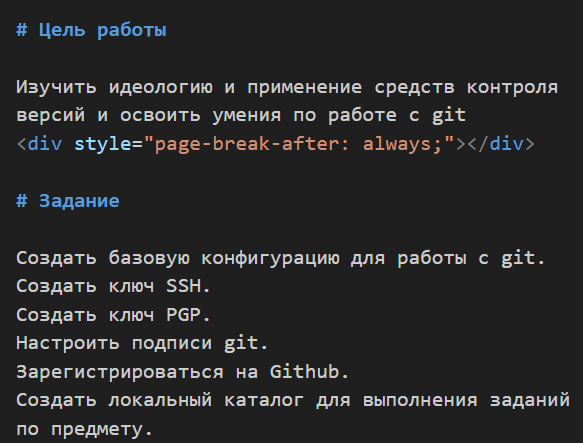 # Цель работы
Изучить идеологию и применение средств контроля
версий и освоить умения по работе с git
<div style="page-break-after: always;"></div>
# Задание
Создать базовую конфигурацию для работы с git.
Создать ключ SSH.
Создать ключ PGP.
Настроить подписи git.
Зарегистрироваться на Github.
Создать локальный каталог для выполнения заданий
по предмету.